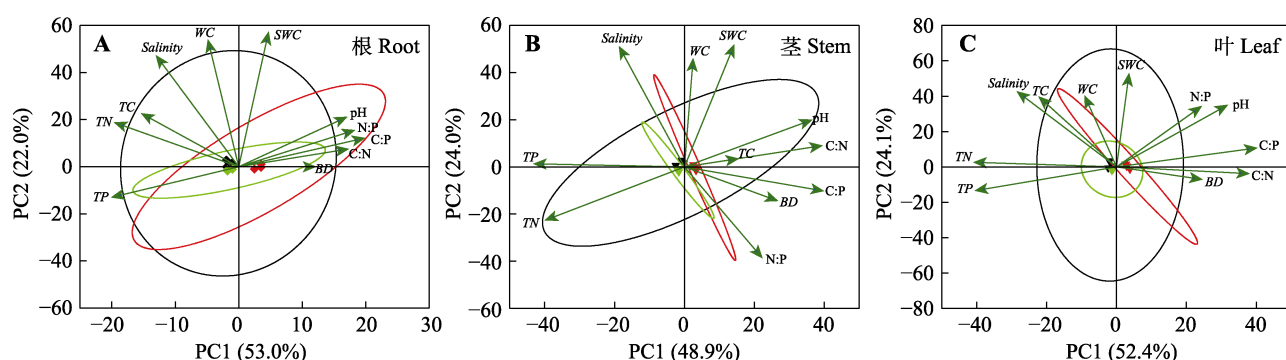 A
根 Root
Salinity
WC
SWC
TC
TN
TP
pH
N:P
C:P
C:N
BD
60
40
20
0
−20
−40
−60
PC2 (22.0%)
−20
−10
0
10
20
30
PC1 (53.0%)
B
茎 Stem
Salinity
WC
SWC
pH
C:N
TC
TP
C:P
BD
TN
N:P
60
40
20
0
−20
−40
−60
PC2 (24.0%)
−40
−20
0
20
40
PC1 (48.9%)
C
叶 Leaf
SWC
Salinity
TC
WC
N:P
pH
C:P
TN
C:N
BD
TP
80
60
40
20
0
−20
−40
−60
−80
PC2 (24.1%)
−40
−20
0
20
40
PC1 (52.4%)